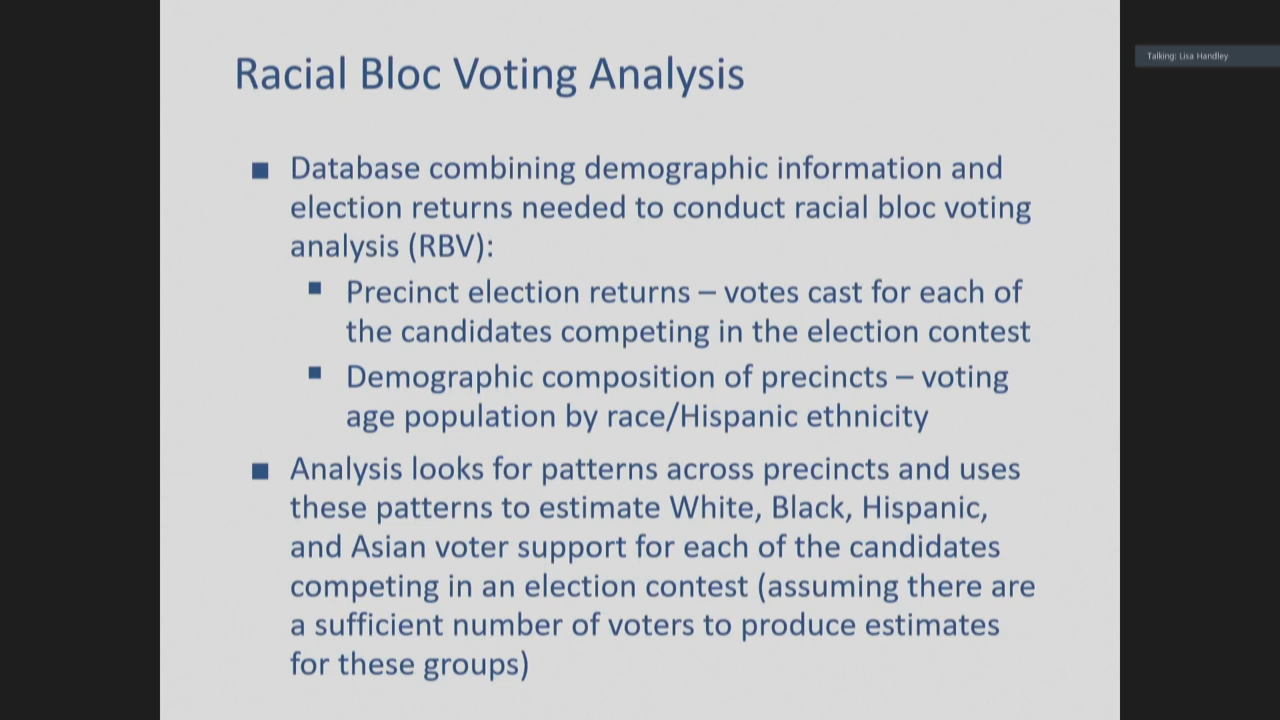 Racial Bloc Voting Analysis
Talking: Lisa Handley
■ Database combining demographic information and
election returns needed to conduct racial bloc voting
analysis (RBV):
■ Precinct election returns – votes cast for each of
the candidates competing in the election contest
■ Demographic composition of precincts – voting
age population by race/Hispanic ethnicity
■ Analysis looks for patterns across precincts and uses
these patterns to estimate White, Black, Hispanic,
and Asian voter support for each of the candidates
competing in an election contest (assuming there are
a sufficient number of voters to produce estimates
for these groups)